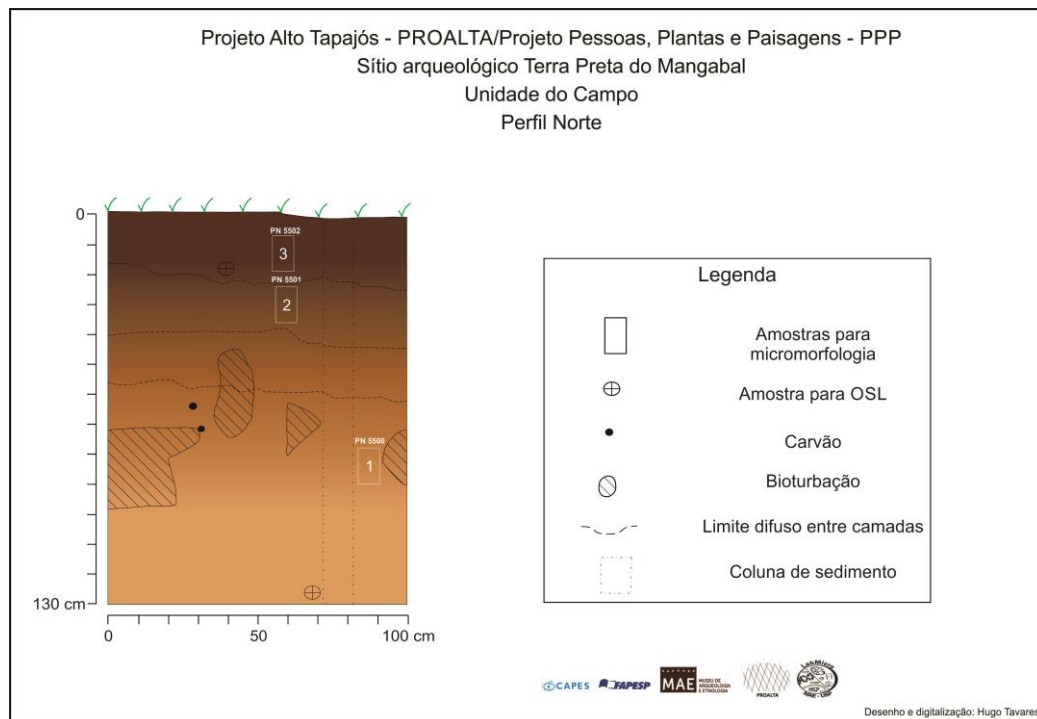 Projeto Alto Tapajós - PROALTA/Projeto Pessoas, Plantas e Paisagens - PPP
Sítio arqueológico Terra Preta do Mangabal
Unidade do Campo
Perfil Norte
0
PN 5502
3
PN 5501
2
PN 5500
1
130 cm
0
50
100 cm
Legenda
Amostras para
micromorfologia
Amostra para OSL
Carvão
Bioturbação
Limite difuso entre camadas
Coluna de sedimento
CAPES
FAPESP
MAE
MUSEU DE
ARQUEOLOGIA
E ETNOLOGIA
PROALTA
LabMicro
MAE - USP
Desenho e digitalização: Hugo Tavares